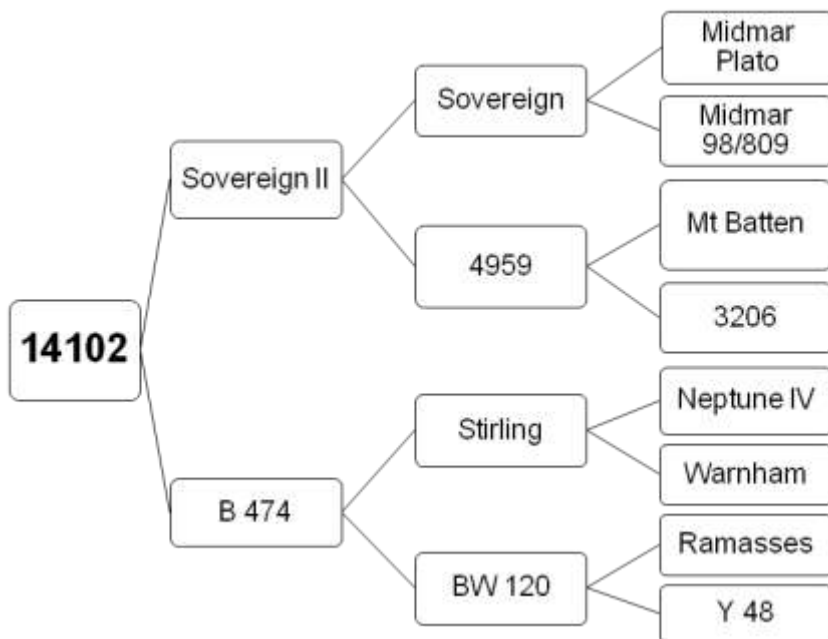 Midmar
Plato
Sovereign
Midmar
98/809
Sovereign II
Mt Batten
4959
3206
14102
Neptune IV
Stirling
Warnham
B 474
Ramasses
BW 120
Y 48